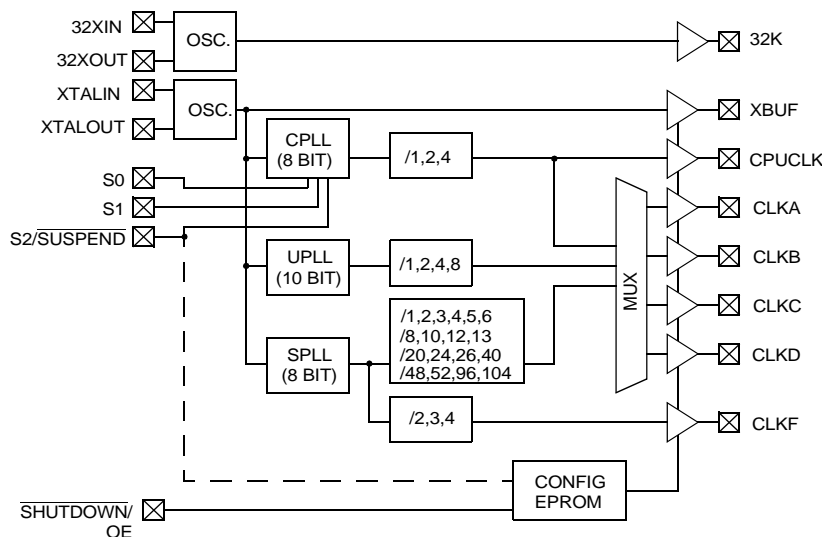 32XIN
OSC.
32K
32XOUT
XTALIN
OSC.
XBUF
XTALOUT
CPLL
(8 BIT)
/1,2,4
CPUCLK
S0
S1
CLKA
S2/SUSPEND
UPLL
(10 BIT)
/1,2,4,8
MUX
CLKB
CLKC
/1,2,3,4,5,6
/8,10,12,13
/20,24,26,40
/48,52,96,104
SPLL
(8 BIT)
CLKD
/2,3,4
CLKF
CONFIG
EPROM
SHUTDOWN/
OE